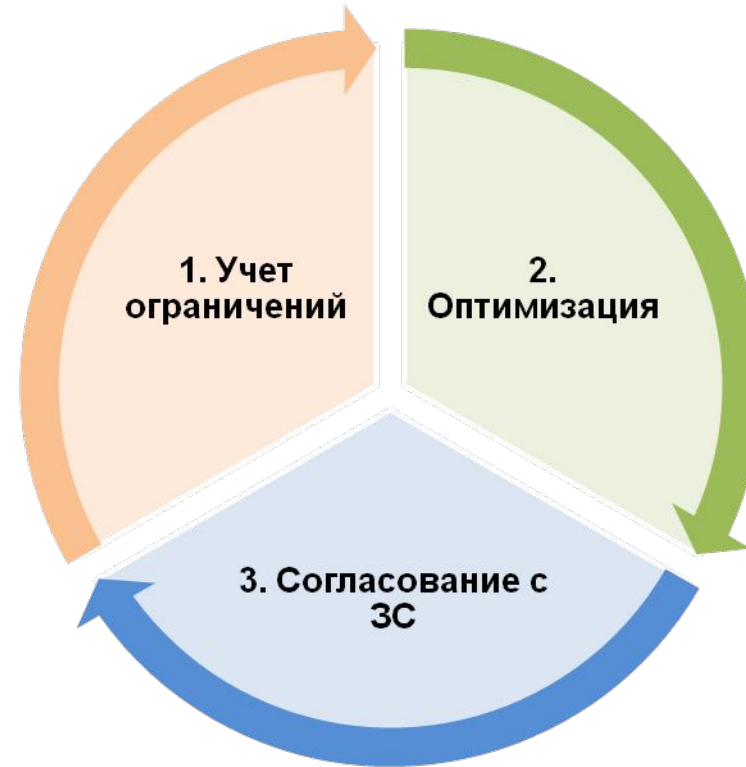 1. Учет
ограничений
2.
Оптимизация
3. Согласование с
ЗС